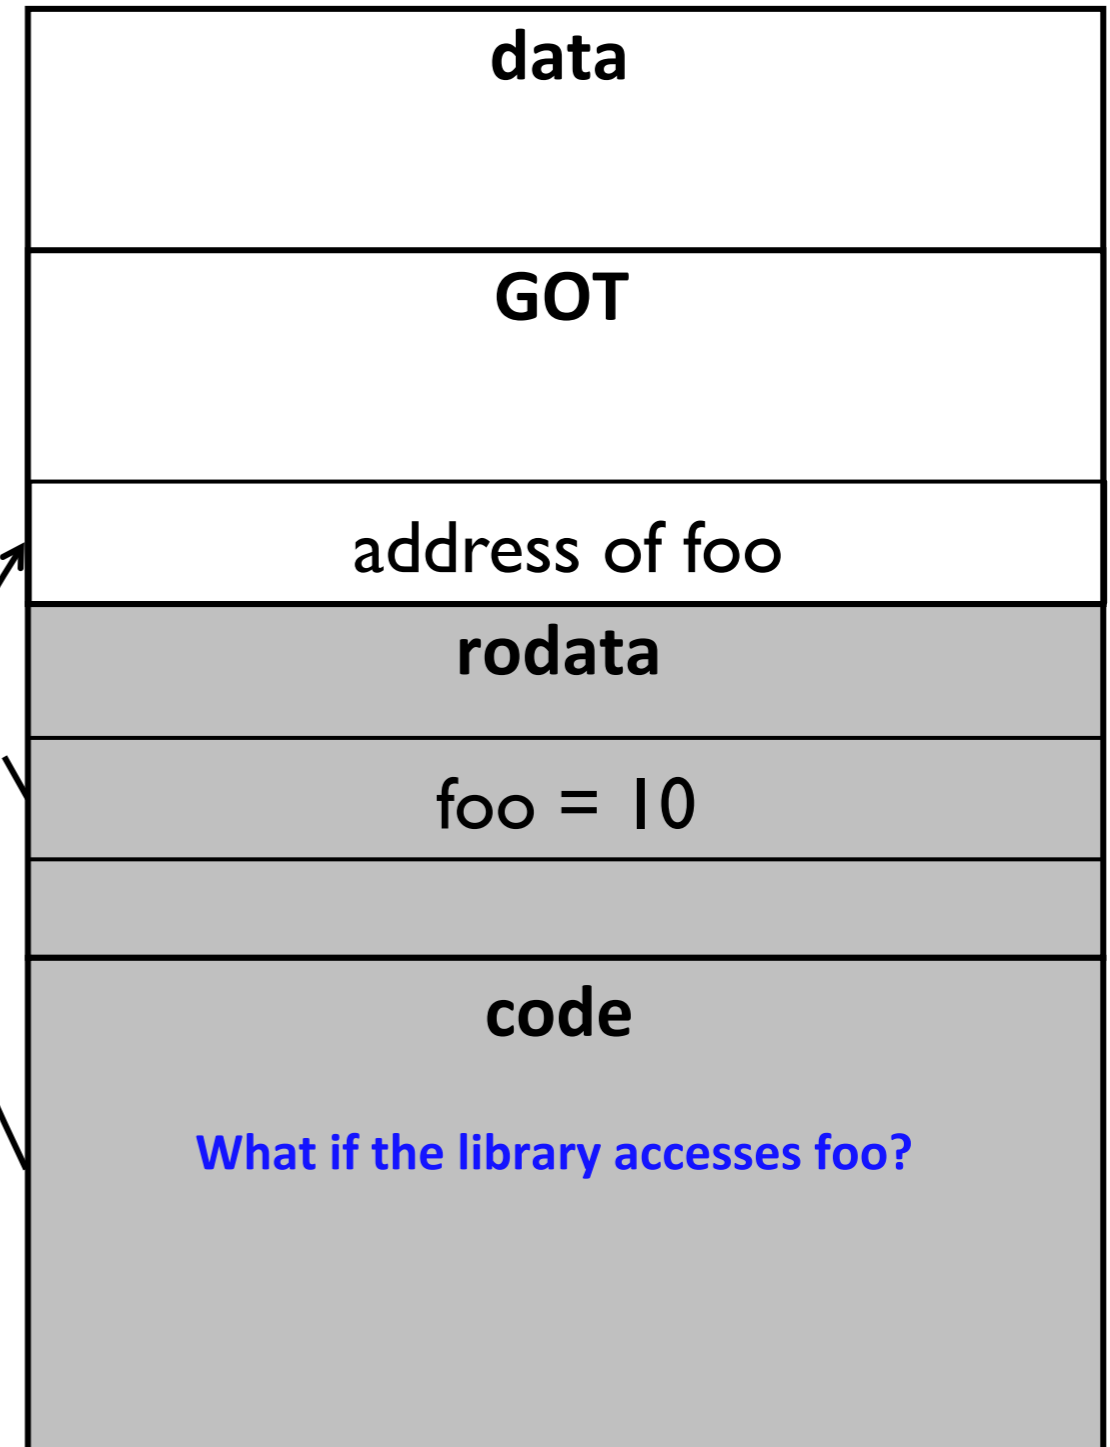 data
GOT
address of foo
rodata
foo = 10
code
What if the library accesses foo?